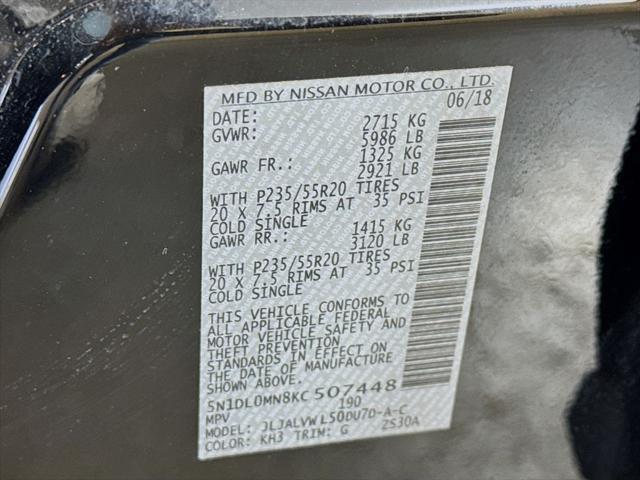 MFD BY NISSAN MOTOR CO., LTD.
DATE: 06/18
GVWR: 2715 KG
5986 LB
GAWR FR.: 1325 KG
2921 LB
WITH P235/55R20 TIRES
20 X 7.5 RIMS AT 35 PSI
COLD SINGLE
GAWR RR.: 1415 KG
3120 LB
WITH P235/55R20 TIRES
20 X 7.5 RIMS AT 35 PSI
COLD SINGLE
THIS VEHICLE CONFORMS TO
ALL APPLICABLE FEDERAL
MOTOR VEHICLE SAFETY AND
THEFT PREVENTION
STANDARDS IN EFFECT ON
THE DATE OF MANUFACTURE
SHOWN ABOVE.
5N1DL0MN8KC507448
MPV 190
MODEL: JLJALVWL50DU7D-A-C
COLOR: KH3 TRIM: G ZS30A